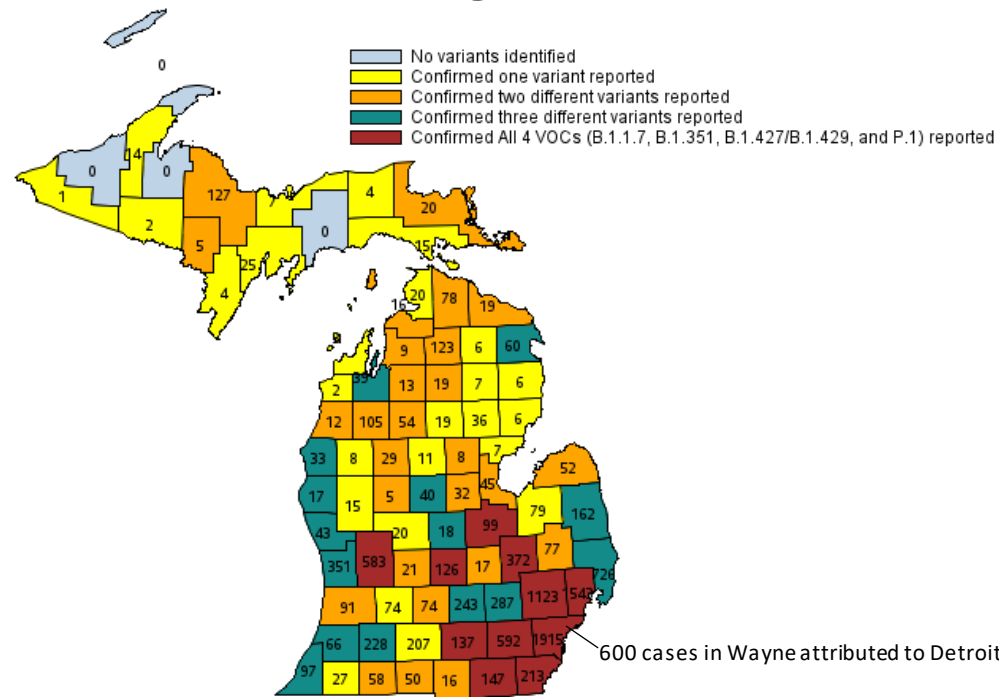 No variants identified
Confirmed one variant reported
Confirmed two different variants reported
Confirmed three different variants reported
Confirmed All 4 VOCs (B.1.1.7, B.1.351, B.1.427/B.1.429, and P.1) reported
0
14
0 0
1 127 4 20
2 7 0
5 15
25
4
16 20 78 19
9 123 6 60
39
2 13 19 7 6
12 105 54 19 36 6
33 8 29 11 8 7
52
17 15 5 40 32 45
79 162
43 20 18 99
351 583 21 126 17 372 77 726
91 74 74 243 287 1123
66 228 207 137 592 1915
600 cases in Wayne attributed to Detroit
97 27 58 50 16 147 213